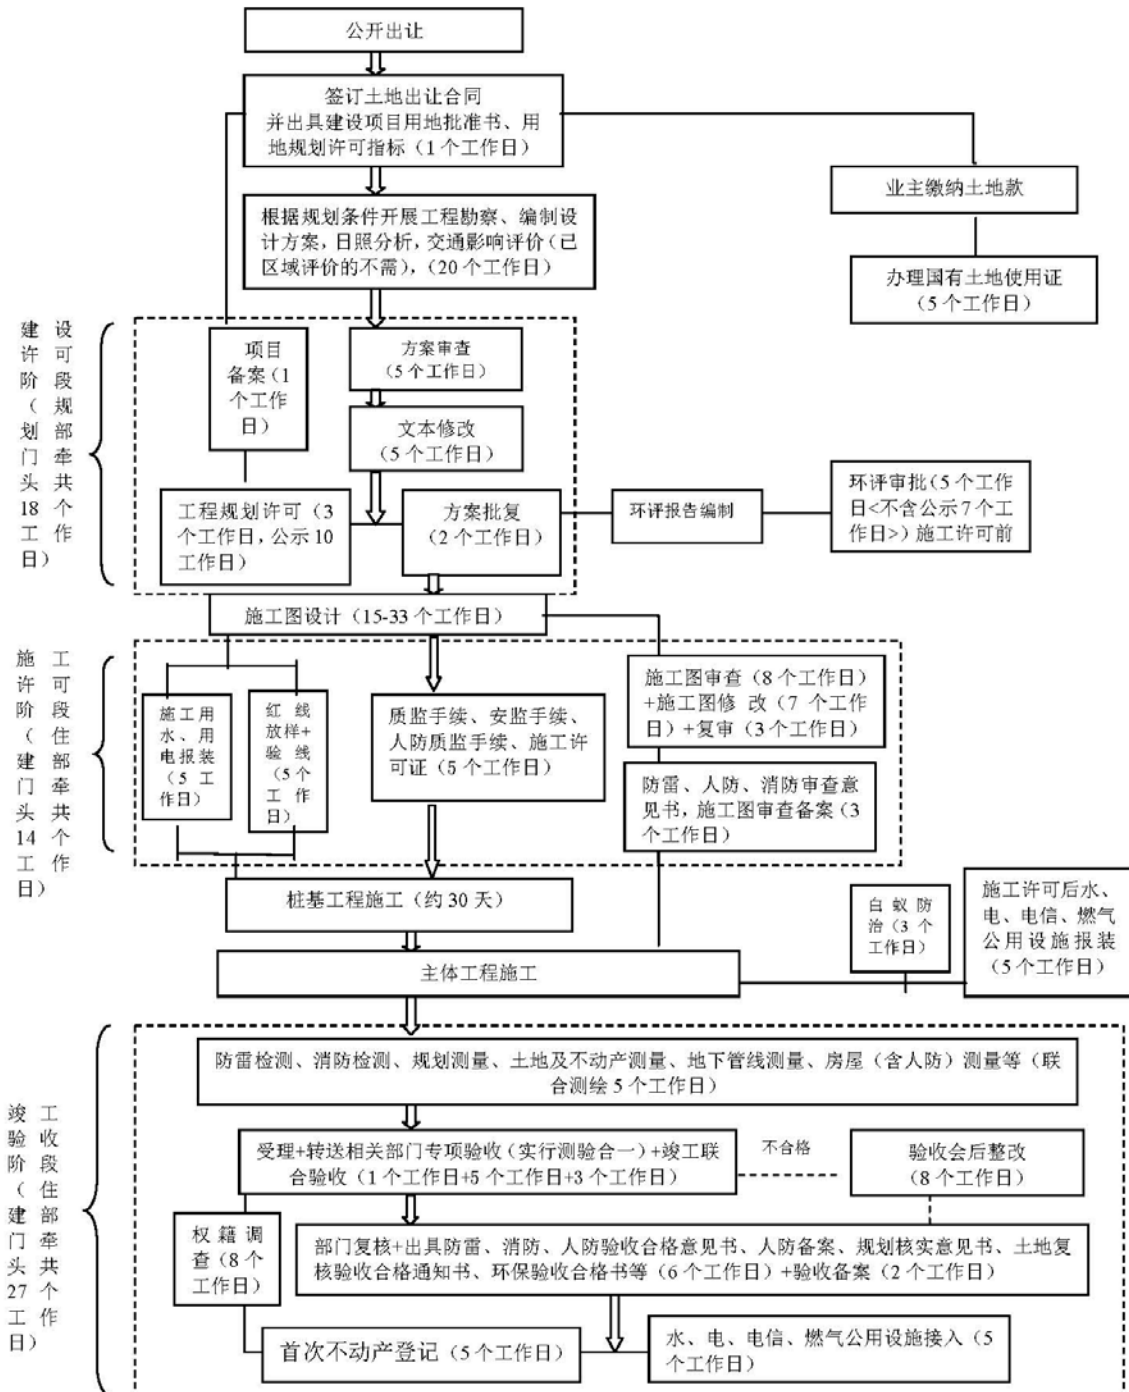 公开出让
签订土地出让合同
并出具建设项目用地批准书、用
地规划许可指标（1 个工作日）
业主缴纳土地款
根据规划条件开展工程勘察、编制设
计方案，日照分析，交通影响评价（已
区域评价的不需），（20 个工作日）
办理国有土地使用证
（5 个工作日）
建设
许可
阶段
（规
划部
门牵
头共
18 个
工作
日）
项目
备案（1
个工作
日）
方案审查
（5 个工作日）
文本修改
（5 个工作日）
工程规划许可（3
个工作日，公示 10
工作日）
方案批复
（2 个工作日）
环评报告编制
环评审批（5 个工作
日<不含公示 7 个工
作日>）施工许可前
施工图设计（15-33 个工作日）
施工
许可
阶段
（住
建部
门牵
头共
14 个
工作
日）
施工用
水、用
电报装
（5 工
作日）
红线
放样+
验线
（5 个
工作
日）
质监手续、安监手续、
人防质监手续、施工许
可证（5 个工作日）
施工图审查（8 个工作日）
+施工图修 改（7 个工作
日）+复审（3 个工作日）
防雷、人防、消防审查意
见书，施工图审查备案（3
个工作日）
桩基工程施工（约 30 天）
白蚁防
治（3 个
工作日）
施工许可后水、
电、电信、燃气
公用设施报装
（5 个工作日）
主体工程施工
竣工
验收
阶段
（住
建部
门牵
头共
27 个
工作
日）
防雷检测、消防检测、规划测量、土地及不动产测量、地下管线测量、房屋（含人防）测量等（联
合测绘 5 个工作日）
受理+转送相关部门专项验收（实行测验合一）+竣工联
合验收（1 个工作日+5 个工作日+3 个工作日）
不合格
验收会后整改
（8 个工作日）
权籍调
查（8 个
工作日）
部门复核+出具防雷、消防、人防验收合格意见书、人防备案、规划核实意见书、土地复
核验收合格通知书、环保验收合格书等（6 个工作日）+验收备案（2 个工作日）
首次不动产登记（5 个工作日）
水、电、电信、燃气公用设施接入（5
个工作日）